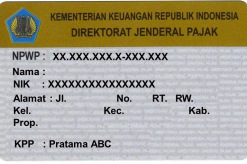 KEMENTERIAN KEUANGAN REPUBLIK INDONESIA
DIREKTORAT JENDERAL PAJAK
NPWP : XX.XXX.XXX.X-XXX.XXX
Nama :
NIK : XXXXXXXXXXXXXXXXX
Alamat : Jl. No. RT. RW.
Kel. Kec. Kab.
Prop.
KPP : Pratama ABC